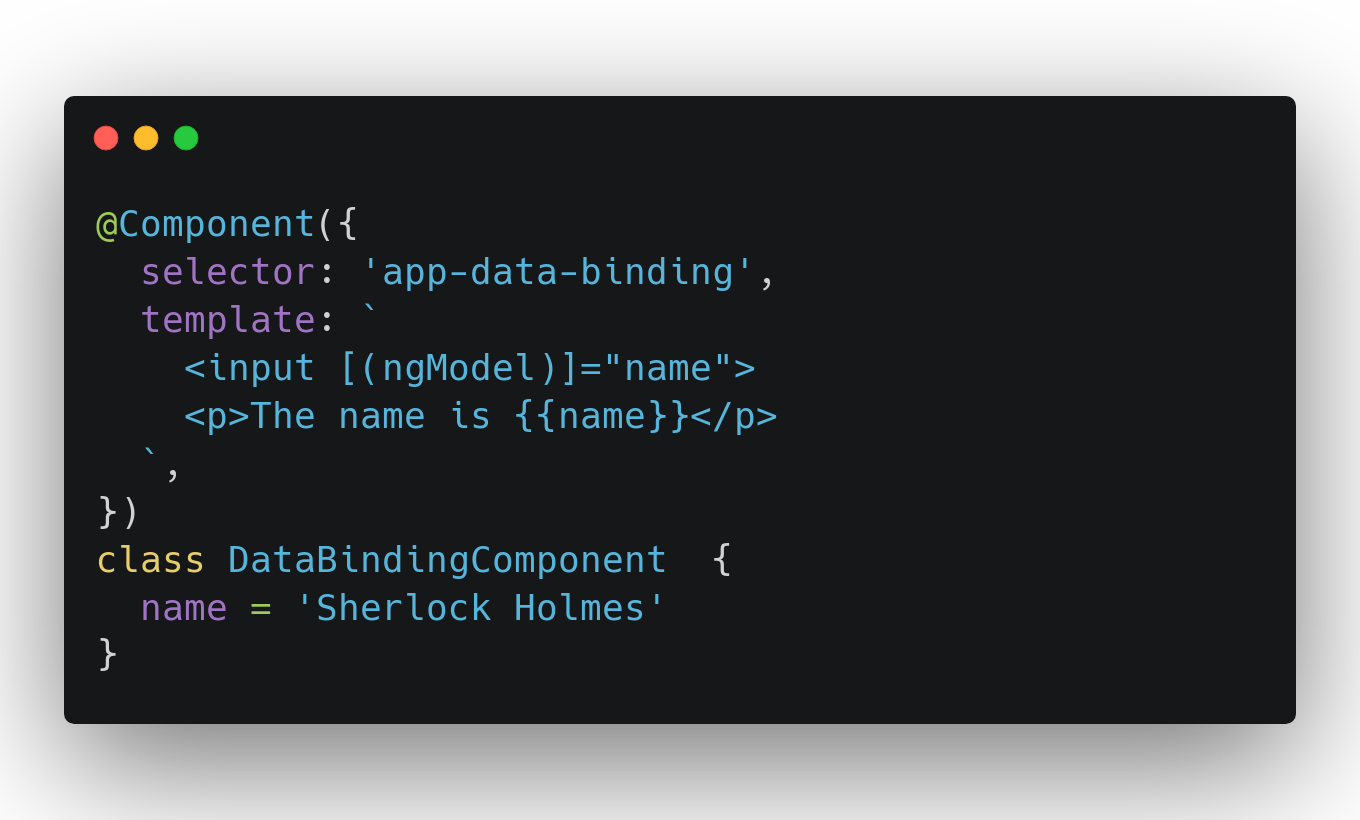 @Component({
  selector: 'app-data-binding',
  template: `
    <input [(ngModel)]="name">
    <p>The name is {{name}}</p>
  `,
})
class DataBindingComponent  {
  name = 'Sherlock Holmes'
}